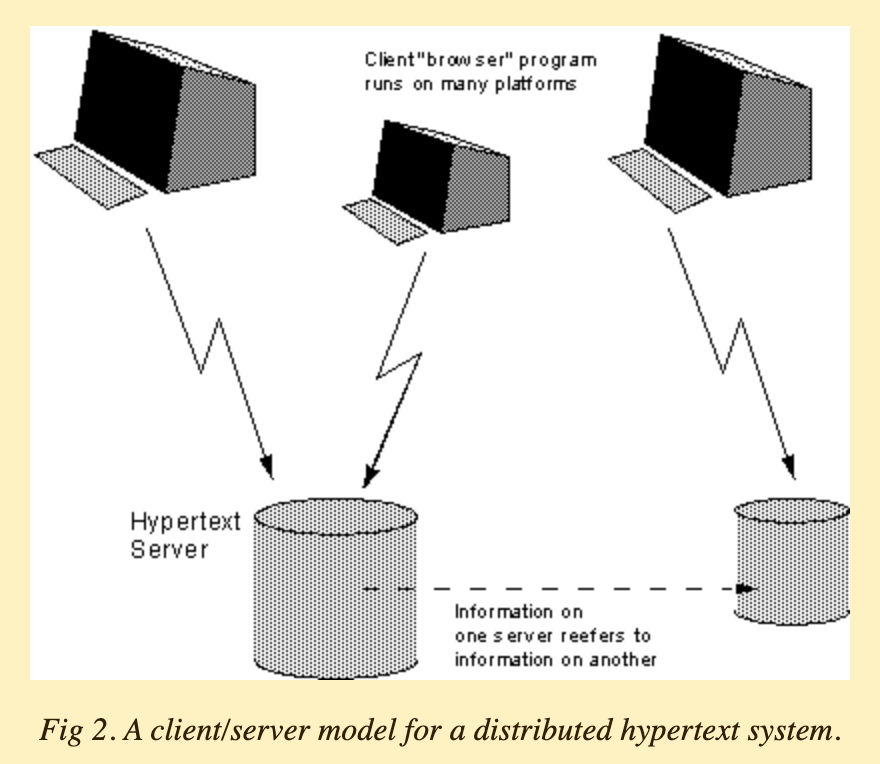 Client"browser" program
runs on many platforms
Hypertext
Server
Information on
one server reefers to
information on another
Fig 2. A client/server model for a distributed hypertext system.